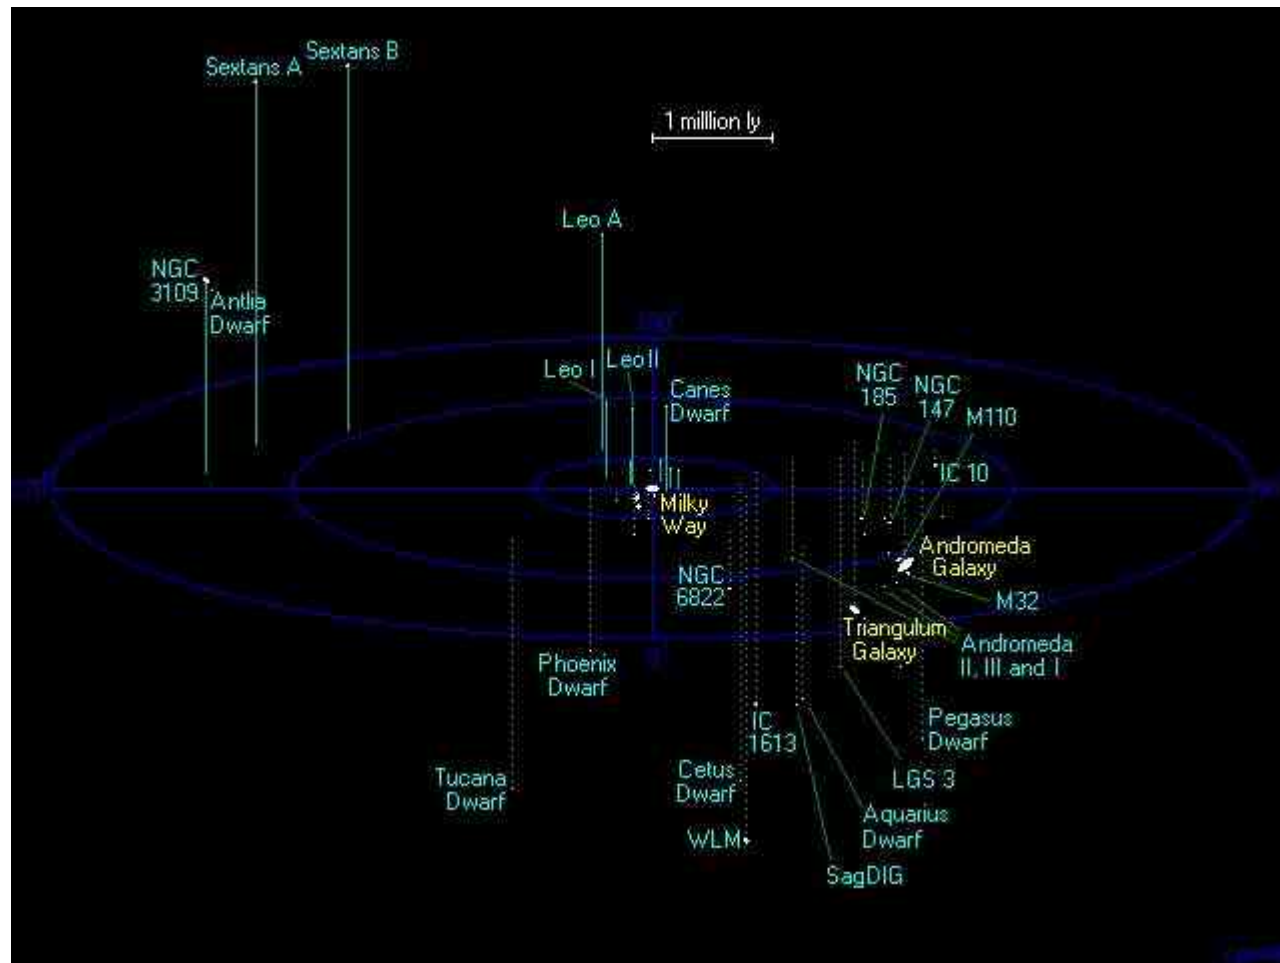 Sextans A
Sextans B
1 milllion ly
Leo A
NGC
3109
Antlia
Dwarf
Leo I
Leo II
Canes
Dwarf
NGC
185
NGC
147
M110
IC 10
Milky
Way
Andromeda
Galaxy
NGC
6822
M32
Triangulum
Galaxy
Andromeda
II, III and I
Phoenix
Dwarf
IC
1613
Pegasus
Dwarf
Tucana
Dwarf
Cetus
Dwarf
LGS 3
Aquarius
Dwarf
WLM
SagDIG